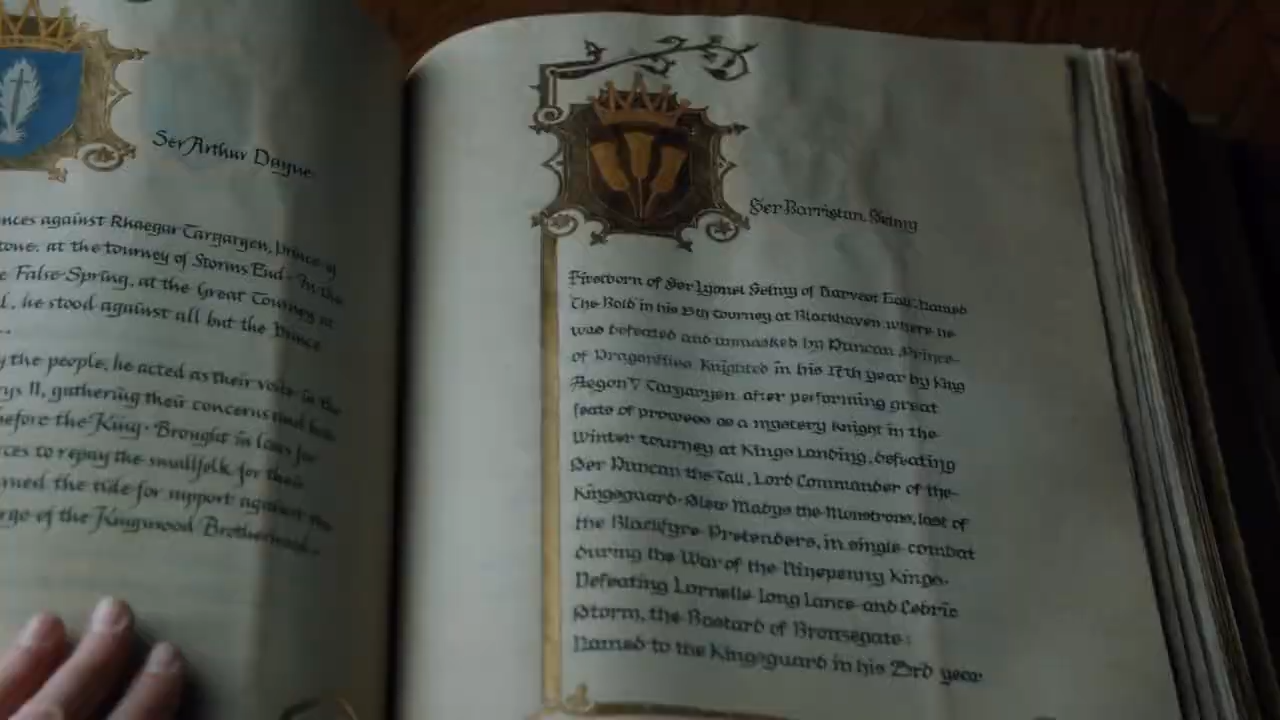 Ser Arthur Dayne
nces against Rhaegar Targaryen, Prince of
tone, at the tourney of Storms End. In the
e False Spring, at the Great Tourney at
l, he stood against all but the Prince
y the people, he acted as their voice in the
rys II, gathering their concerns and
before the King. Brought in laws for
ces to repay the smallfolk for their
rned the tide for support against the
rge of the Kingswood Brotherhood.
Ser Barristan Selmy
Firstborn of Ser Lyonel Selmy of Harvest Hall. Named
The Bold in his tourney at Blackhaven where he
was defeated and unmasked by Duncan, Prince
of Dragonflies. Knighted in his 17th year by King
Aegon V Targaryen, after performing great
feats of prowess as a mystery Knight in the
Winter tourney at Kings Landing, defeating
Ser Duncan the Tall, Lord Commander of the
Kingsguard. Slew Maelys the Monstrous, last of
the Blackfyre Pretenders, in single combat
during the War of the Ninepenny Kings.
Defeating Lornelle Long Lance and Cedric
Storm, the Bastard of Bronzegate.
Named to the Kingsguard in his 23rd year